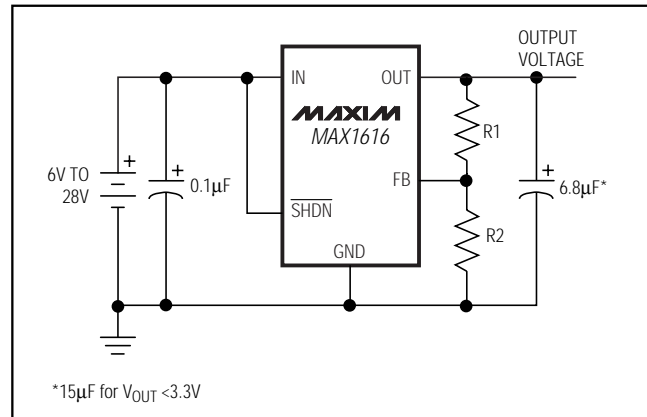 OUTPUT
VOLTAGE
IN
OUT
MAXIM
MAX1616
R1
6V TO
28V
+
+
0.1µF
FB
+
6.8µF*
SHDN
R2
GND
*15µF for VOUT <3.3V